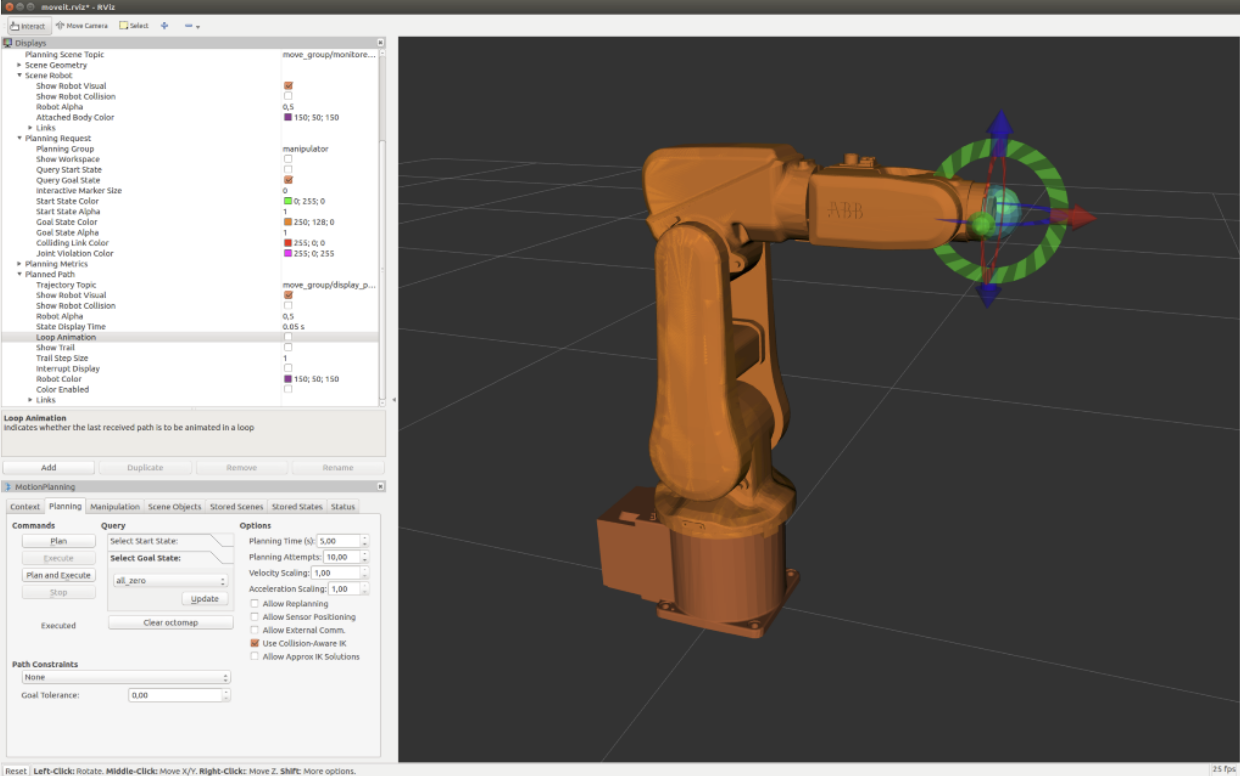 moveit.rviz* - RViz
Interact Move Camera Select
Displays
Planning Scene Topic move_group/monitore...
Scene Geometry
Scene Robot
Show Robot Visual
Show Robot Collision
Robot Alpha 0,5
Attached Body Color 150; 50; 150
Links
Planning Request
Planning Group manipulator
Show Workspace
Query Start State
Query Goal State
Interactive Marker Size 0
Start State Color 0; 255; 0
Start State Alpha 1
Goal State Color 250; 128; 0
Goal State Alpha 1
Colliding Link Color 255; 0; 0
Joint Violation Color 255; 0; 255
Planning Metrics
Planned Path
Trajectory Topic move_group/display_p...
Show Robot Visual
Show Robot Collision
Robot Alpha 0,5
State Display Time 0.05 s
Loop Animation
Show Trail
Trail Step Size 1
Interrupt Display
Robot Color 150; 50; 150
Color Enabled
Links
Loop Animation
Indicates whether the last received path is to be animated in a loop
Add Duplicate Remove Rename
MotionPlanning
Context Planning Manipulation Scene Objects Stored Scenes Stored States Status
Commands Query Options
Plan Select Start State: Planning Time (s): 5,00
Execute Select Goal State: Planning Attempts: 10,00
Plan and Execute all_zero Velocity Scaling: 1,00
Stop Update Acceleration Scaling: 1,00
Allow Replanning
Allow Sensor Positioning
Executed Clear octomap Allow External Comm.
Use Collision-Aware IK
Allow Approx IK Solutions
Path Constraints
None
Goal Tolerance: 0,00
Reset Left-Click: Rotate. Middle-Click: Move X/Y. Right-Click:: Move Z. Shift: More options. 25 fps
ABB